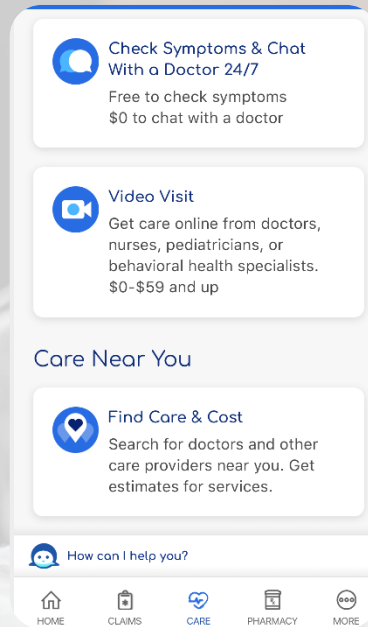 Check Symptoms & Chat
With a Doctor 24/7
Free to check symptoms
$0 to chat with a doctor
Video Visit
Get care online from doctors,
nurses, pediatricians, or
behavioral health specialists.
$0-$59 and up
Care Near You
Find Care & Cost
Search for doctors and other
care providers near you. Get
estimates for services.
How can I help you?
HOME CLAIMS CARE PHARMACY MORE